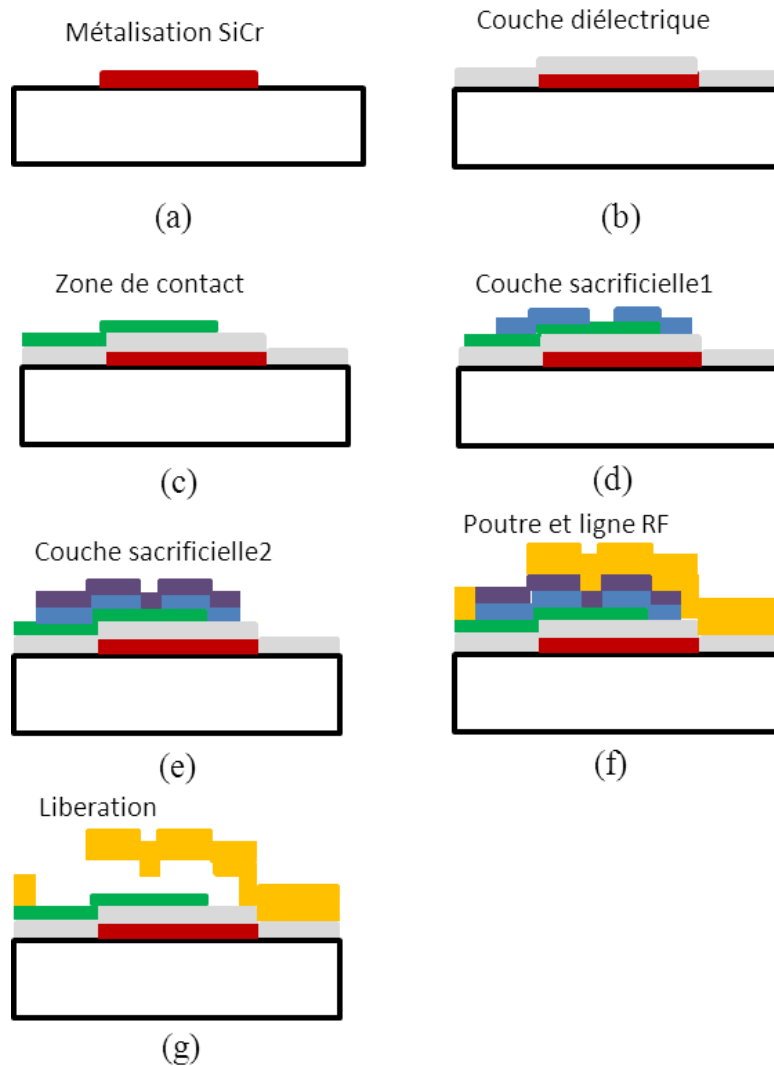 Métalisation SiCr
Couche diélectrique
(a)
(b)
Zone de contact
Couche sacrificielle1
(c)
(d)
Couche sacrificielle2
Poutre et ligne RF
(e)
(f)
Liberation
(g)